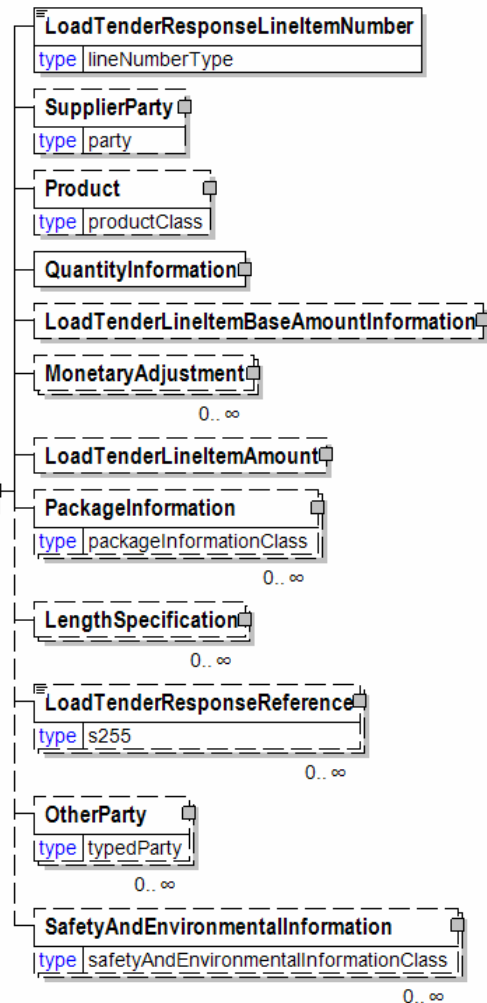 LoadTenderResponseLineItemNumber
type lineNumberType
SupplierParty
type party
Product
type productClass
QuantityInformation
LoadTenderLineItemBaseAmountInformation
MonetaryAdjustment
0.. ∞
LoadTenderLineItemAmount
PackageInformation
type packageInformationClass
0.. ∞
LengthSpecification
0.. ∞
LoadTenderResponseReference
type s255
0.. ∞
OtherParty
type typedParty
0.. ∞
SafetyAndEnvironmentalInformation
type safetyAndEnvironmentalInformationClass
0.. ∞